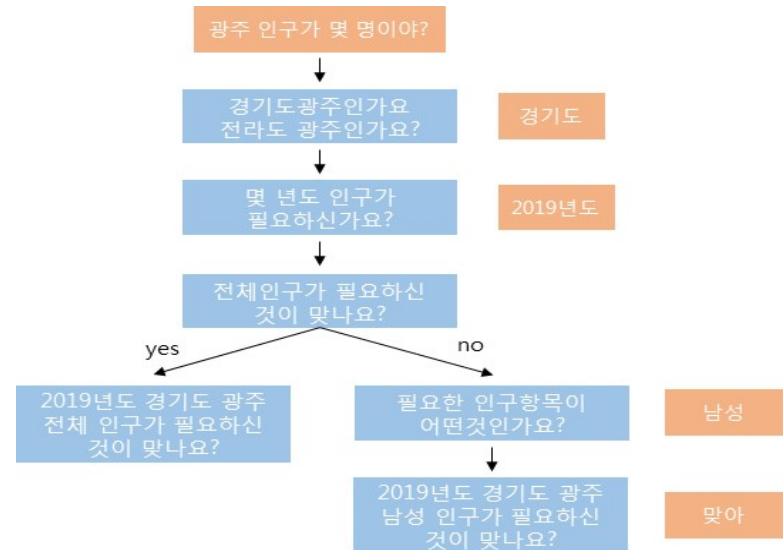 광주 인구가 몇 명이야?
경기도광주인가요
전라도 광주인가요?
경기도
몇 년도 인구가
필요하신가요?
2019년도
전체인구가 필요하신
것이 맞나요?
yes
no
2019년도 경기도 광주
전체 인구가 필요하신
것이 맞나요?
필요한 인구항목이
어떤것인가요?
남성
2019년도 경기도 광주
남성 인구가 필요하신
것이 맞나요?
맞아